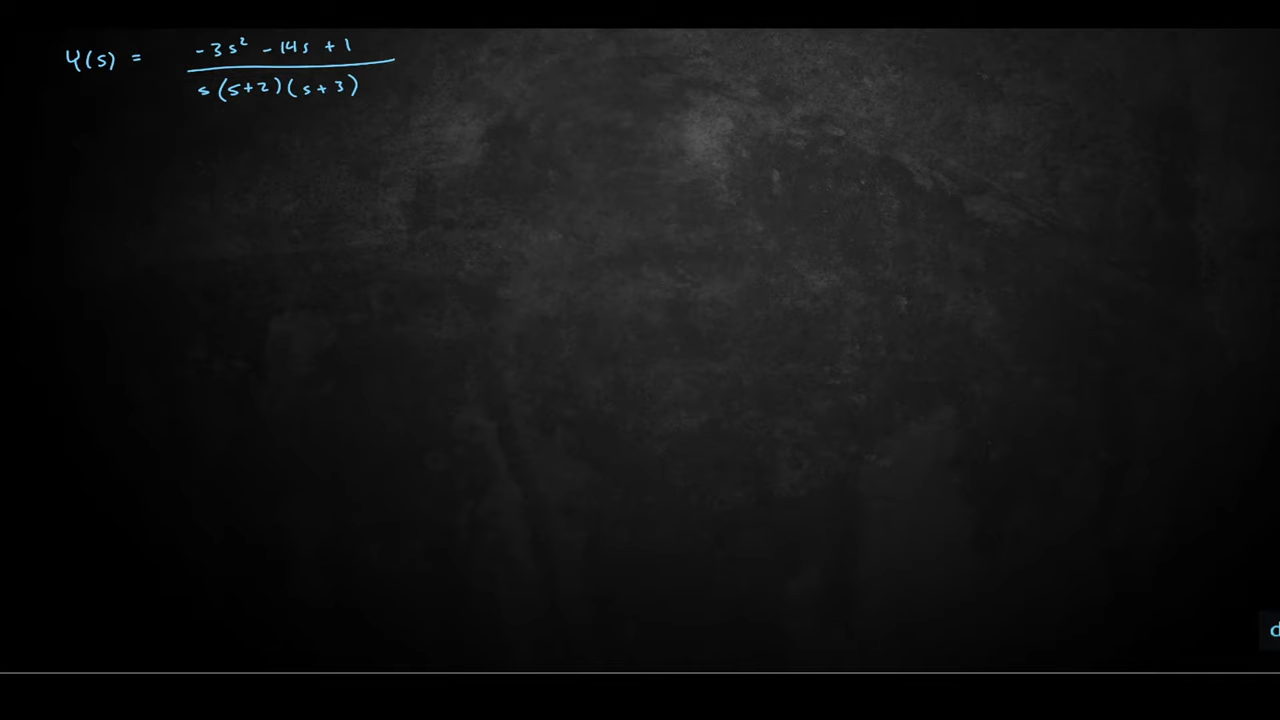 Y(s) = -3s² - 14s + 1
s(s+2)(s+3)